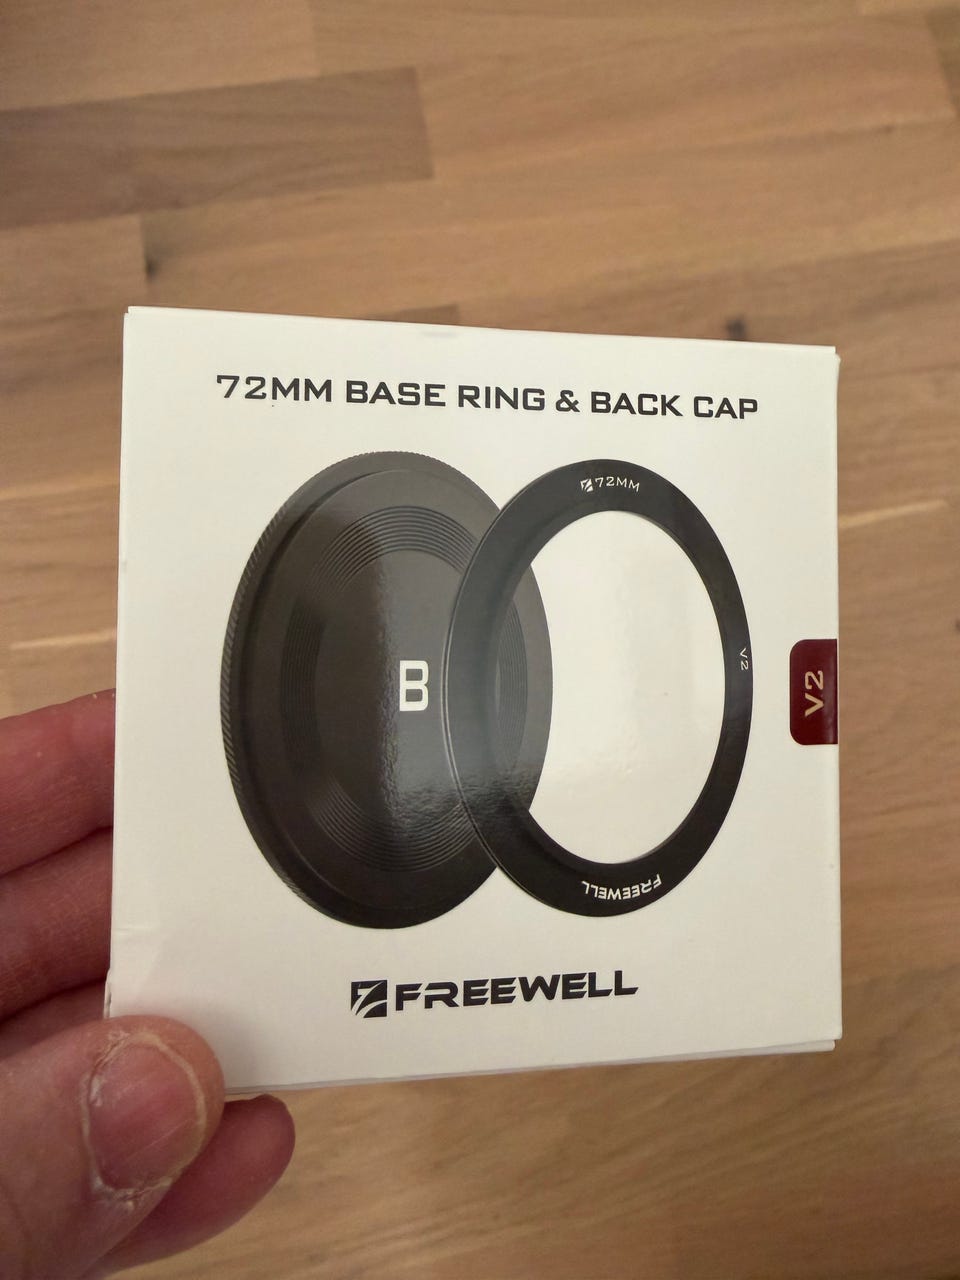 72MM BASE RING & BACK CAP
72MM
V2
B
V2
FREEWELL
FREEWELL